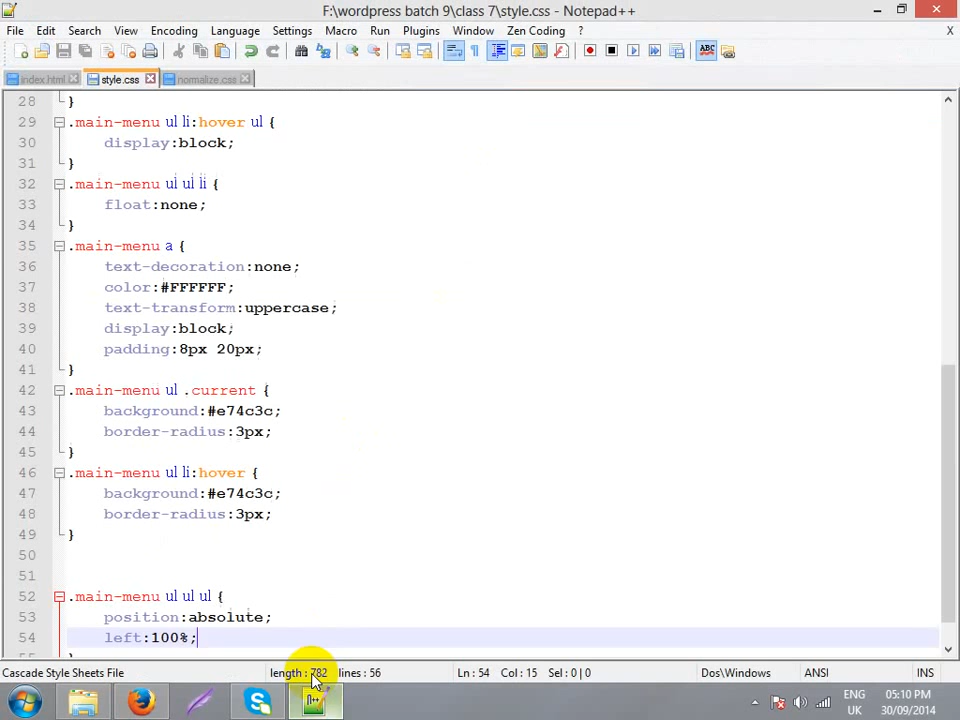 F:\wordpress batch 9\class 7\style.css - Notepad++
File Edit Search View Encoding Language Settings Macro Run Plugins Window Zen Coding ? X
index.html style.css normalize.css
28 }
29 .main-menu ul li:hover ul {
30 display:block;
31 }
32 .main-menu ul ul li {
33 float:none;
34 }
35 .main-menu a {
36 text-decoration:none;
37 color:#FFFFFF;
38 text-transform:uppercase;
39 display:block;
40 padding:8px 20px;
41 }
42 .main-menu ul .current {
43 background:#e74c3c;
44 border-radius:3px;
45 }
46 .main-menu ul li:hover {
47 background:#e74c3c;
48 border-radius:3px;
49 }
50
51
52 .main-menu ul ul ul {
53 position:absolute;
54 left:100%;
Cascade Style Sheets File length : 782 lines : 56 Ln : 54 Col : 15 Sel : 0 | 0 Dos\Windows ANSI INS
ENG 05:10 PM
UK 30/09/2014